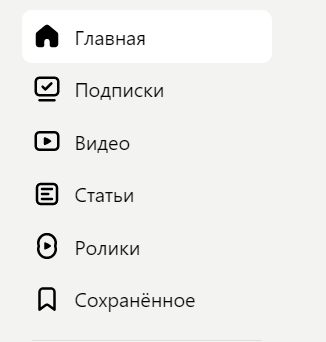 Главная
Подписки
Видео
Статьи
Ролики
Сохранённое